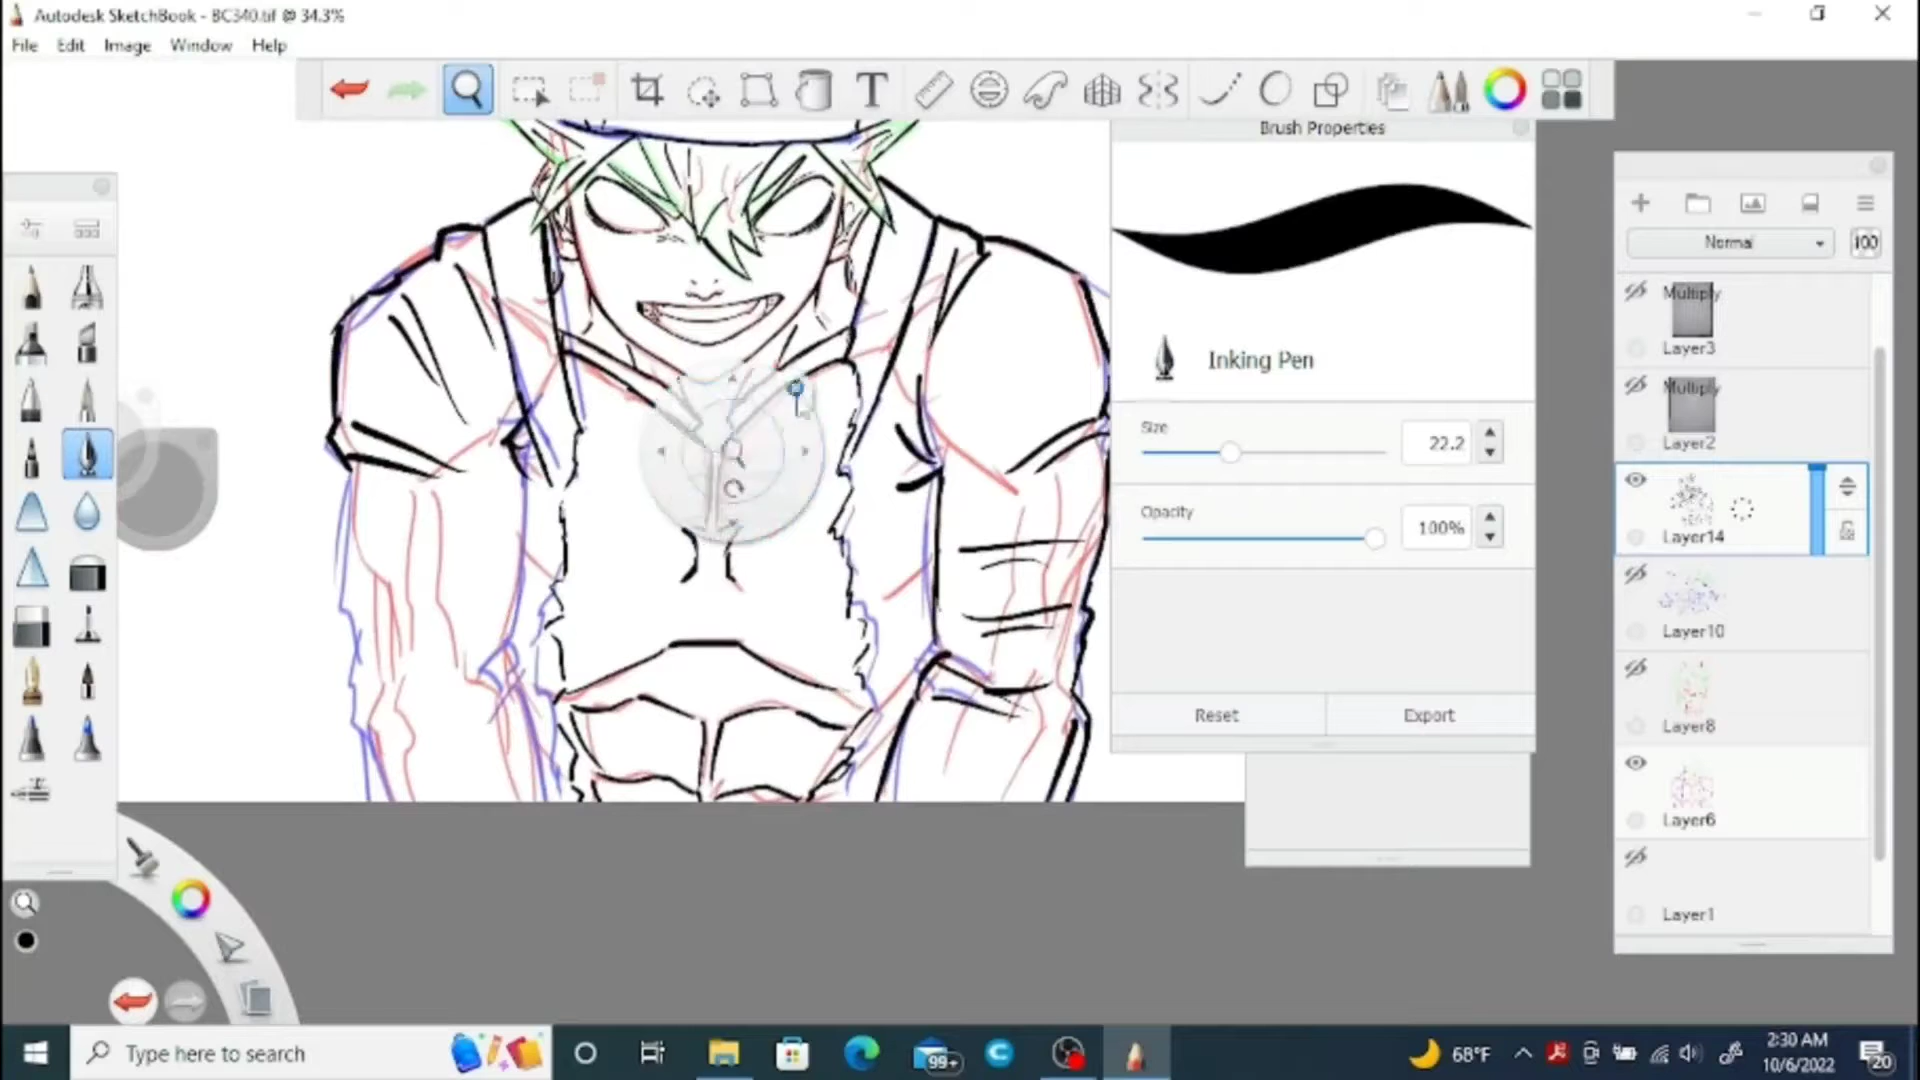 Autodesk SketchBook - BC340.tif @ 34.3%
File Edit Image Window Help
T
Brush Properties
Normal 100
Multiply
Layer3
Inking Pen
Multiply
Layer2
Size
22.2
Layer14
Opacity
100%
Layer10
Reset Export
Layer8
Layer6
Layer1
Type here to search
99+
68°F
2:30 AM
10/6/2022
20